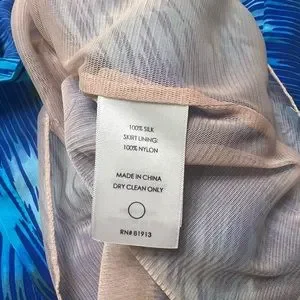 100% SILK
SKIRT LINING:
100% NYLON
MADE IN CHINA
DRY CLEAN ONLY
RN# 81913